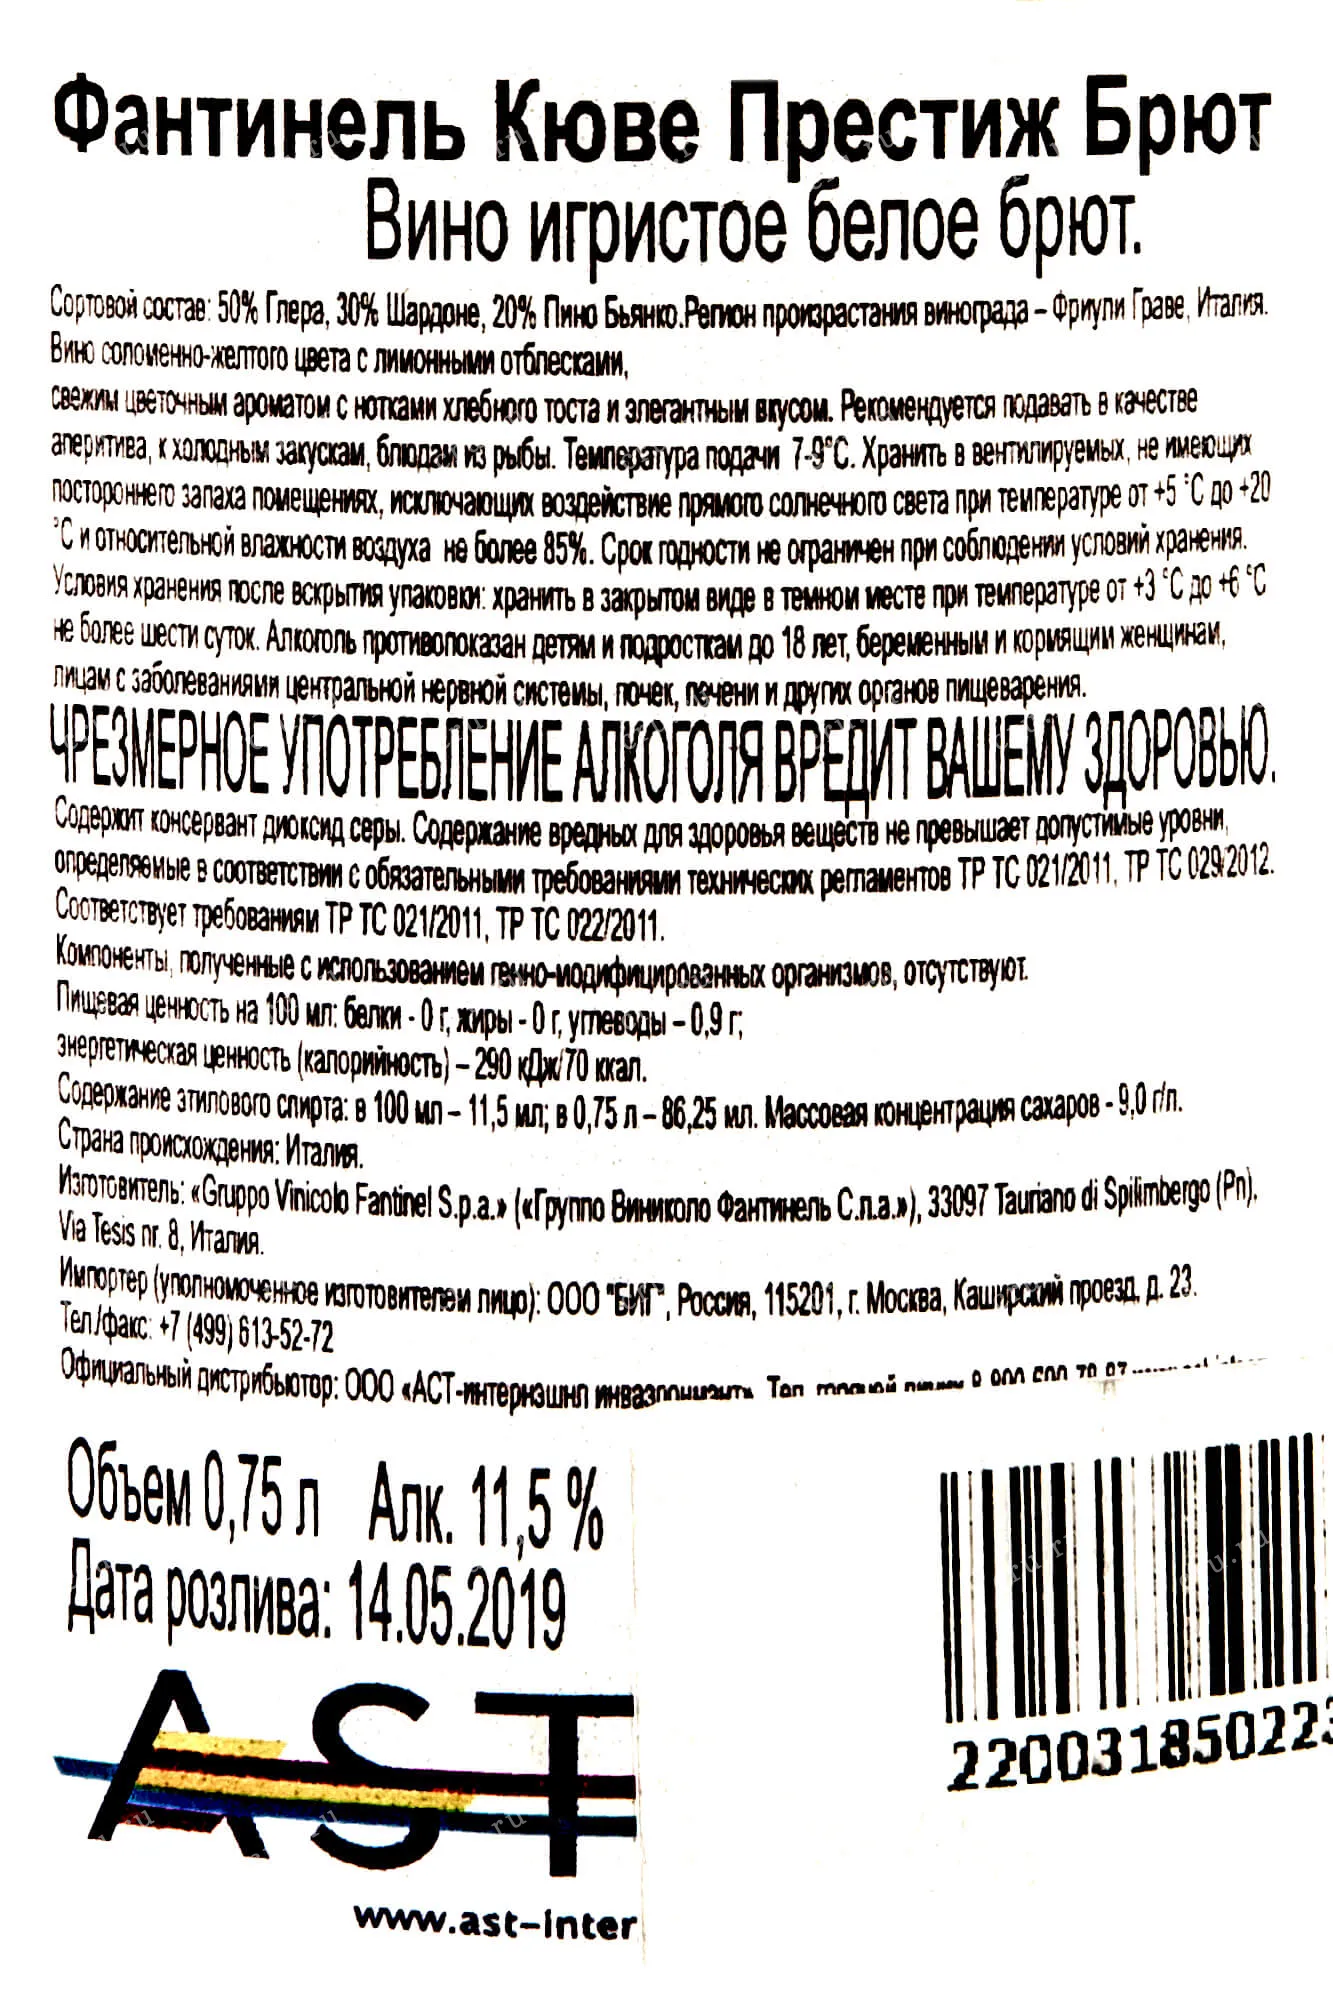 Фантинель Кюве Престиж Брют
Вино игристое белое брют.
Сортовой состав: 50% Глера, 30% Шардоне, 20% Пино Бьянко.Регион произрастания винограда – Фриули Граве, Италия.
Вино соломенно-желтого цвета с лимонными отблесками,
свежим цветочным ароматом с нотками хлебного тоста и элегантным вкусом. Рекомендуется подавать в качестве
аперитива, к холодным закускам, блюдам из рыбы. Температура подачи 7-9°С. Хранить в вентилируемых, не имеющих
постороннего запаха помещениях, исключающих воздействие прямого солнечного света при температуре от +5 °С до +20
°С и относительной влажности воздуха не более 85%. Срок годности не ограничен при соблюдении условий хранения.
Условия хранения после вскрытия упаковки: хранить в закрытом виде в темном месте при температуре от +3 °С до +6 °С
не более шести суток. Алкоголь противопоказан детям и подросткам до 18 лет, беременным и кормящим женщинам,
лицам с заболеваниями центральной нервной системы, почек, печени и других органов пищеварения.
ЧРЕЗМЕРНОЕ УПОТРЕБЛЕНИЕ АЛКОГОЛЯ ВРЕДИТ ВАШЕМУ ЗДОРОВЬЮ.
Содержит консервант диоксид серы. Содержание вредных для здоровья веществ не превышает допустимые уровни,
определяемые в соответствии с обязательными требованиями технических регламентов ТР ТС 021/2011, ТР ТС 029/2012.
Соответствует требованиям ТР ТС 021/2011, ТР ТС 022/2011.
Компоненты, полученные с использованием генно-модифицированных организмов, отсутствуют.
Пищевая ценность на 100 мл: белки - 0 г, жиры - 0 г, углеводы – 0,9 г;
энергетическая ценность (калорийность) – 290 кДж/70 ккал.
Содержание этилового спирта: в 100 мл – 11,5 мл; в 0,75 л – 86,25 мл. Массовая концентрация сахаров - 9,0 г/л.
Страна происхождения: Италия.
Изготовитель: «Gruppo Vinicolo Fantinel S.p.a.» («Группо Виниколо Фантинель С.п.а.»), 33097 Tauriano di Spilimbergo (Pn),
Via Tesis nr. 8, Италия.
Импортер (уполномоченное изготовителем лицо): ООО "БИГ", Россия, 115201, г. Москва, Каширский проезд, д. 23.
Тел/факс: +7 (499) 613-52-72
Официальный дистрибьютор: ООО «АСТ-интернэшнл инваэронмэнт». Тел. горячей линии
Объем 0,75 л Алк. 11,5 %
Дата розлива: 14.05.2019
AST
www.ast-inter
220031850223